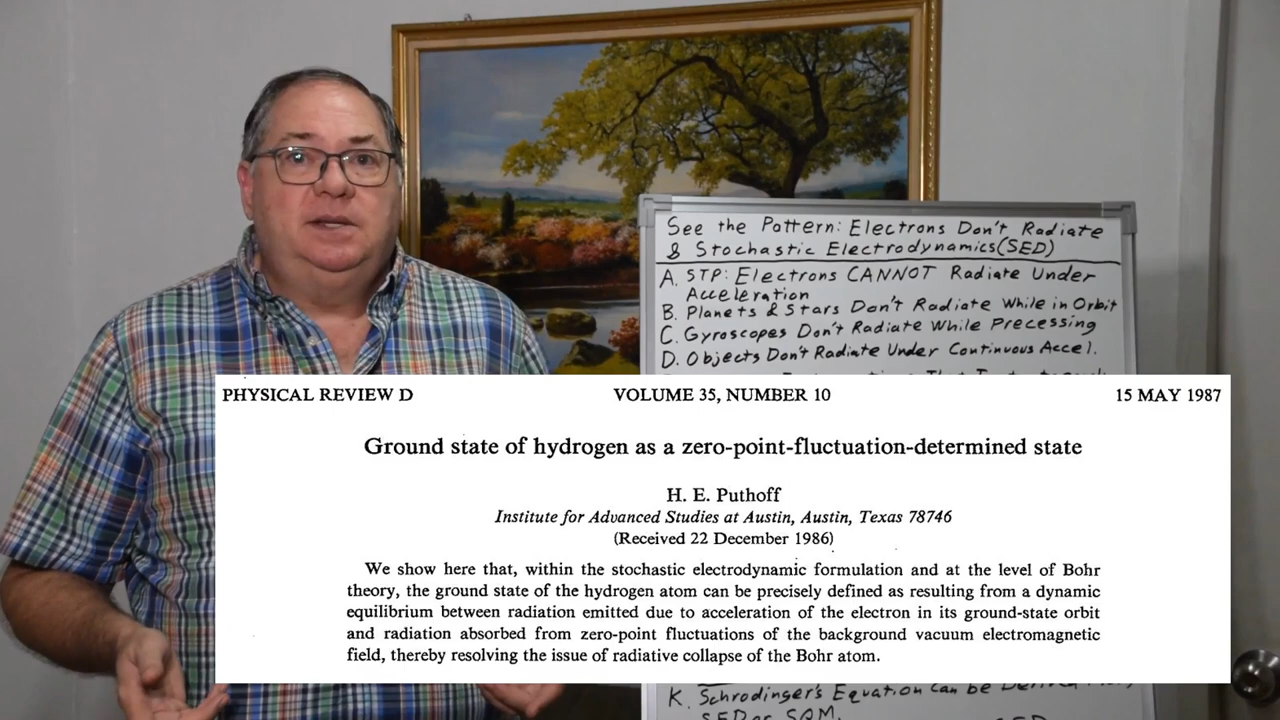 See the Pattern: Electrons Don't Radiate
& Stochastic Electrodynamics (SED)
A. STP: Electrons CANNOT Radiate Under
Acceleration
B. Planets & Stars Don't Radiate While in Orbit
C. Gyroscopes Don't Radiate While Precessing
D. Objects Don't Radiate Under Continuous Accel.
PHYSICAL REVIEW D VOLUME 35, NUMBER 10 15 MAY 1987
Ground state of hydrogen as a zero-point-fluctuation-determined state
H. E. Puthoff
Institute for Advanced Studies at Austin, Austin, Texas 78746
(Received 22 December 1986)
We show here that, within the stochastic electrodynamic formulation and at the level of Bohr
theory, the ground state of the hydrogen atom can be precisely defined as resulting from a dynamic
equilibrium between radiation emitted due to acceleration of the electron in its ground-state orbit
and radiation absorbed from zero-point fluctuations of the background vacuum electromagnetic
field, thereby resolving the issue of radiative collapse of the Bohr atom.
K. Schrodinger's Equation can be
SED or SQM.